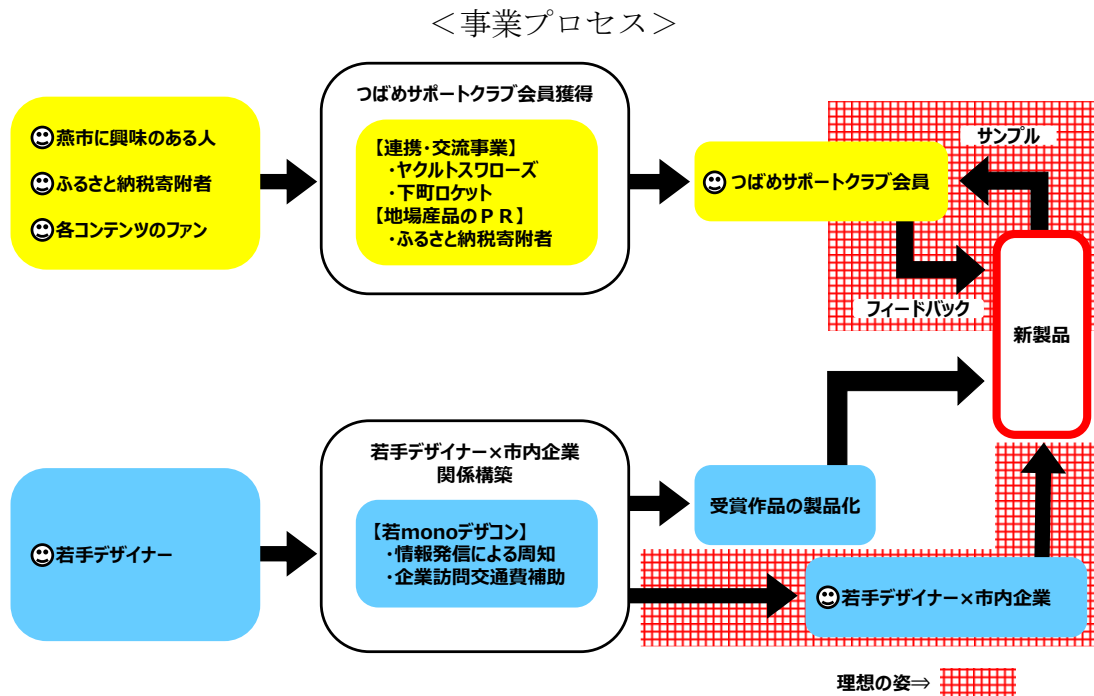 ＜事業プロセス＞
つばめサポートクラブ会員獲得
燕市に興味のある人
ふるさと納税寄附者
各コンテンツのファン
【連携・交流事業】
・ヤクルトスワローズ
・下町ロケット
【地場産品のＰＲ】
・ふるさと納税寄附者
つばめサポートクラブ会員
サンプル
フィードバック
新製品
若手デザイナー
若手デザイナー×市内企業
関係構築
【若monoデザコン】
・情報発信による周知
・企業訪問交通費補助
受賞作品の製品化
若手デザイナー×市内企業
理想の姿⇒